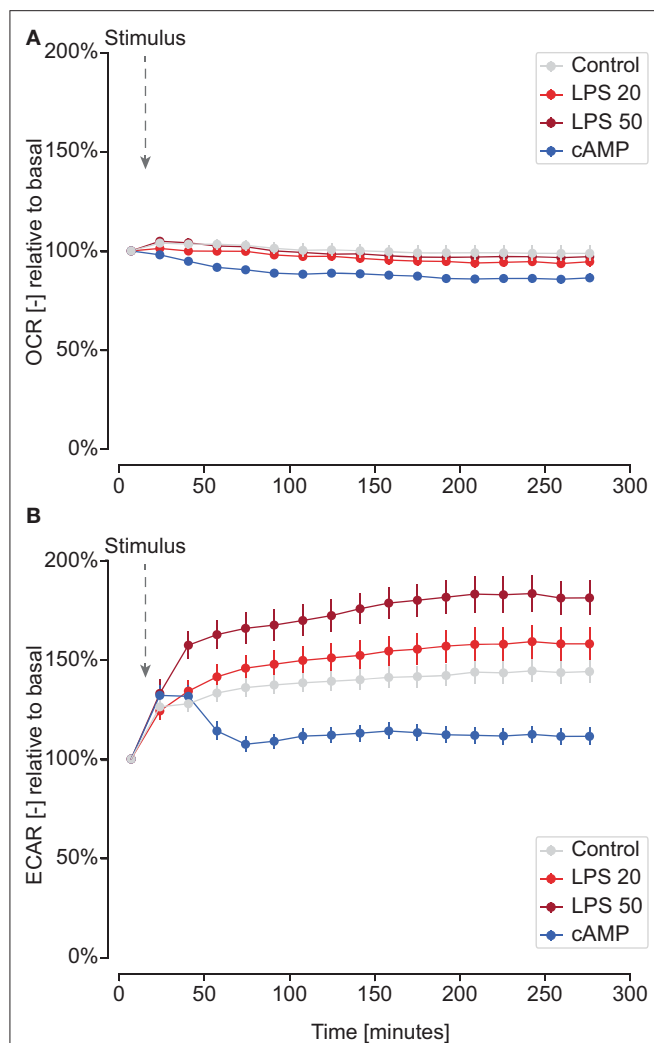 A
Stimulus
200%
150%
100%
50%
0%
OCR [-] relative to basal
Control
LPS 20
LPS 50
cAMP
0 50 100 150 200 250 300
B
Stimulus
200%
150%
100%
50%
0%
ECAR [-] relative to basal
Control
LPS 20
LPS 50
cAMP
0 50 100 150 200 250 300
Time [minutes]